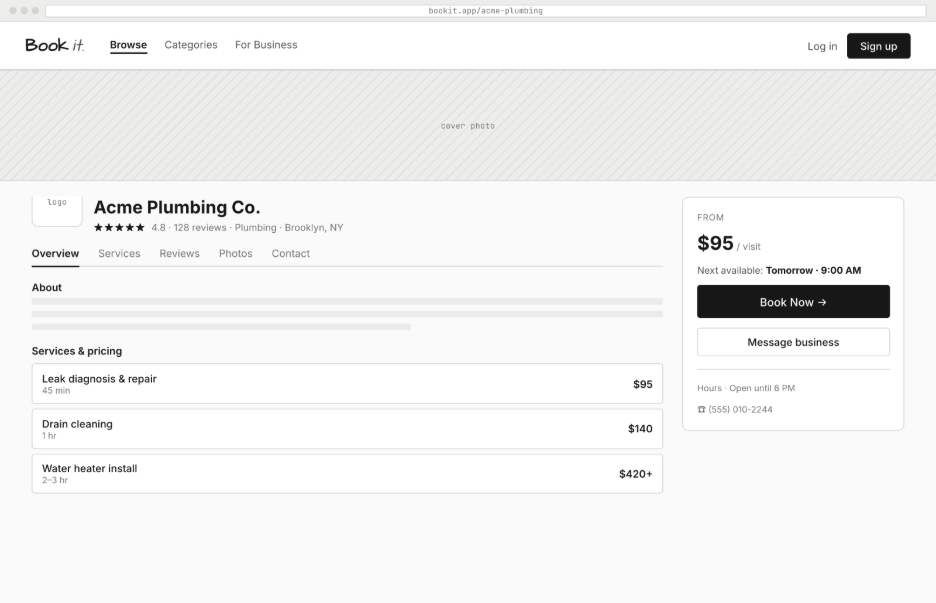 bookit.app/acme-plumbing
Book it. Browse Categories For Business Log in Sign up
cover photo
logo
Acme Plumbing Co.
★★★★★ 4.8 · 128 reviews · Plumbing · Brooklyn, NY
Overview Services Reviews Photos Contact
About
Services & pricing
Leak diagnosis & repair
45 min
$95
Drain cleaning
1 hr
$140
Water heater install
2–3 hr
$420+
FROM
$95 / visit
Next available: Tomorrow · 9:00 AM
Book Now →
Message business
Hours · Open until 6 PM
☎ (555) 010-2244